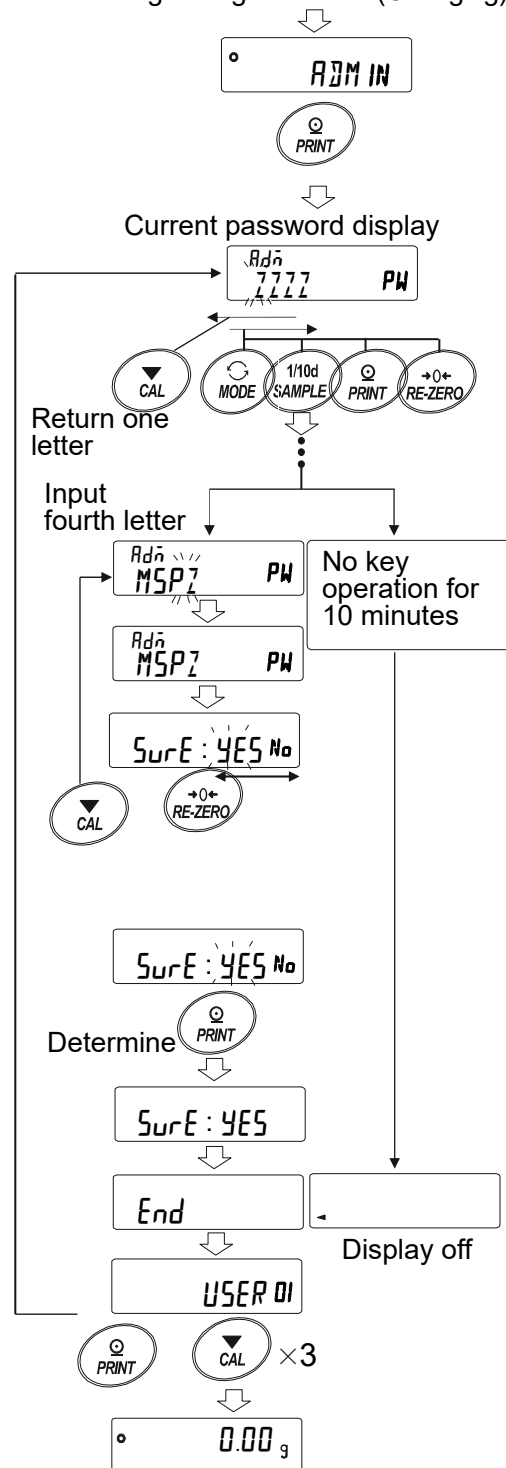 ADMIN
PRINT
Current password display
Adm
ZZZZ PW
CAL
MODE
1/10d
SAMPLE
PRINT
→0←
RE-ZERO
Return one
letter
Input
fourth letter
Adm
MSPZ PW
No key
operation for
10 minutes
Adm
MSPZ PW
SurE : YES No
CAL
→0←
RE-ZERO
SurE : YES No
PRINT
Determine
SurE : YES
End
Display off
USER 01
PRINT
CAL
×3
0.00 g